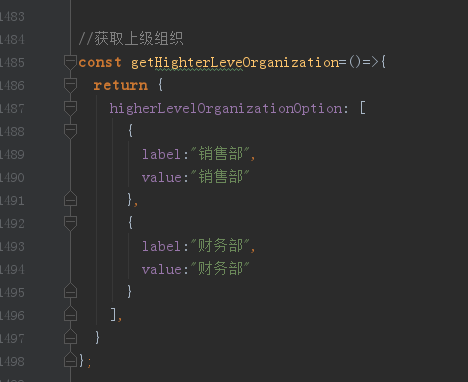 1483
1484 //获取上级组织
1485 const getHighterLeveOrganization=()=>{
1486 return {
1487 higherLevelOrganizationOption: [
1488 {
1489 label:"销售部",
1490 value:"销售部"
1491 },
1492 {
1493 label:"财务部",
1494 value:"财务部"
1495 }
1496 ],
1497 }
1498 };